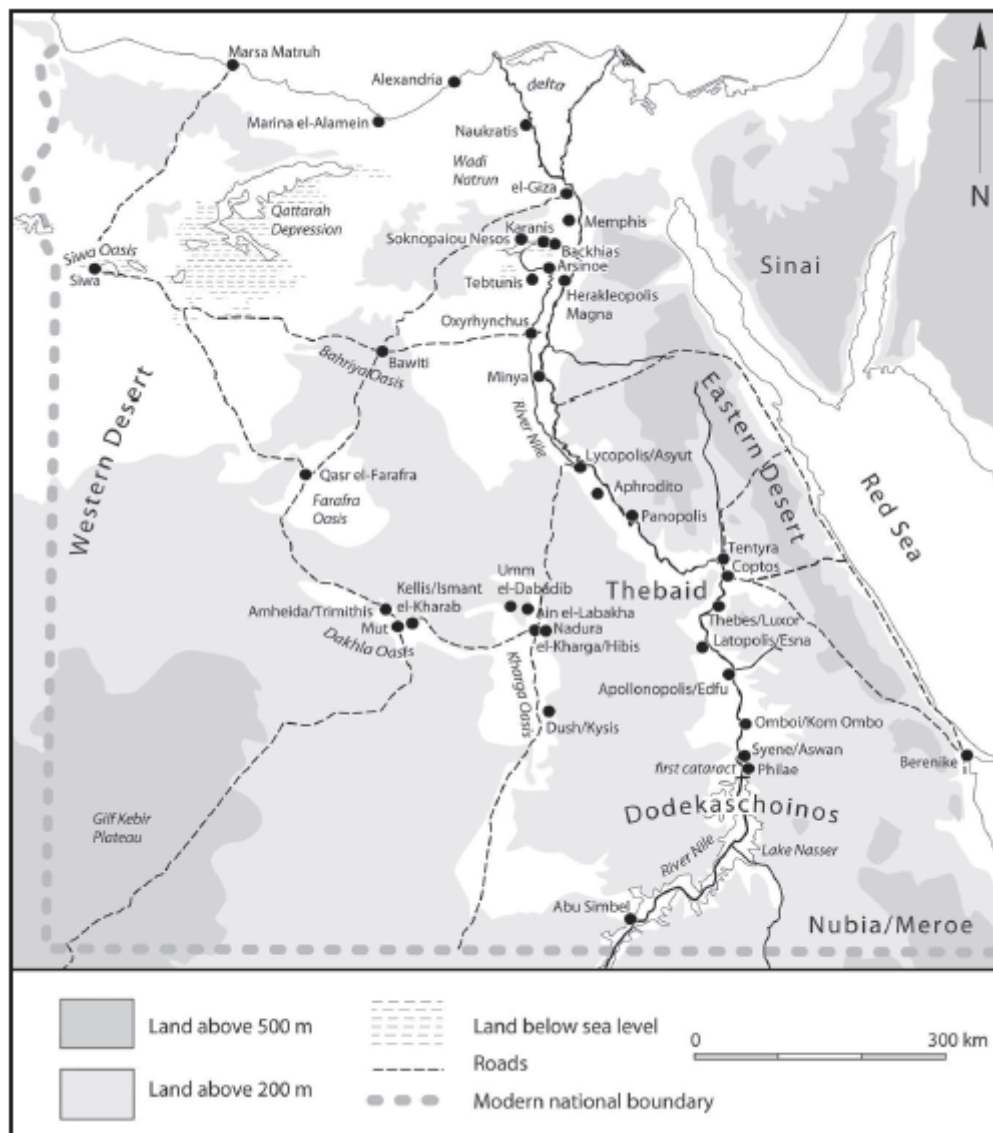 Marsa Matruh
Alexandria
delta
Marina el-Alamein
Naukratis
Wadi
Natrun
N
el-Giza
Qattarah
Depression
Memphis
Karanis
Soknopaiou Nesos
Backhias
Siwa Oasis
Siwa
Arsinoe
Sinai
Tebtunis
Herakleopolis
Magna
Oxyrhynchus
Bahriya Oasis
Bawiti
Minya
River Nile
Eastern Desert
Western Desert
Lycopolis/Asyut
Qasr el-Farafra
Aphrodito
Farafra
Oasis
Panopolis
Red Sea
Tentyra
Coptos
Umm
el-Dabadib
Thebaid
Kellis/Ismant
el-Kharab
Amheida/Trimithis
Ain el-Labakha
Mut
Nadura
Thebes/Luxor
Dakhla Oasis
el-Kharga/Hibis
Latopolis/Esna
Kharga Oasis
Apollonopolis/Edfu
Dush/Kysis
Omboi/Kom Ombo
Syene/Aswan
first cataract
Philae
Berenike
Dodekaschoinos
Gilf Kebir
Plateau
River Nile
Lake Nasser
Abu Simbel
Nubia/Meroe
Land above 500 m
Land above 200 m
Land below sea level
Roads
Modern national boundary
0 300 km